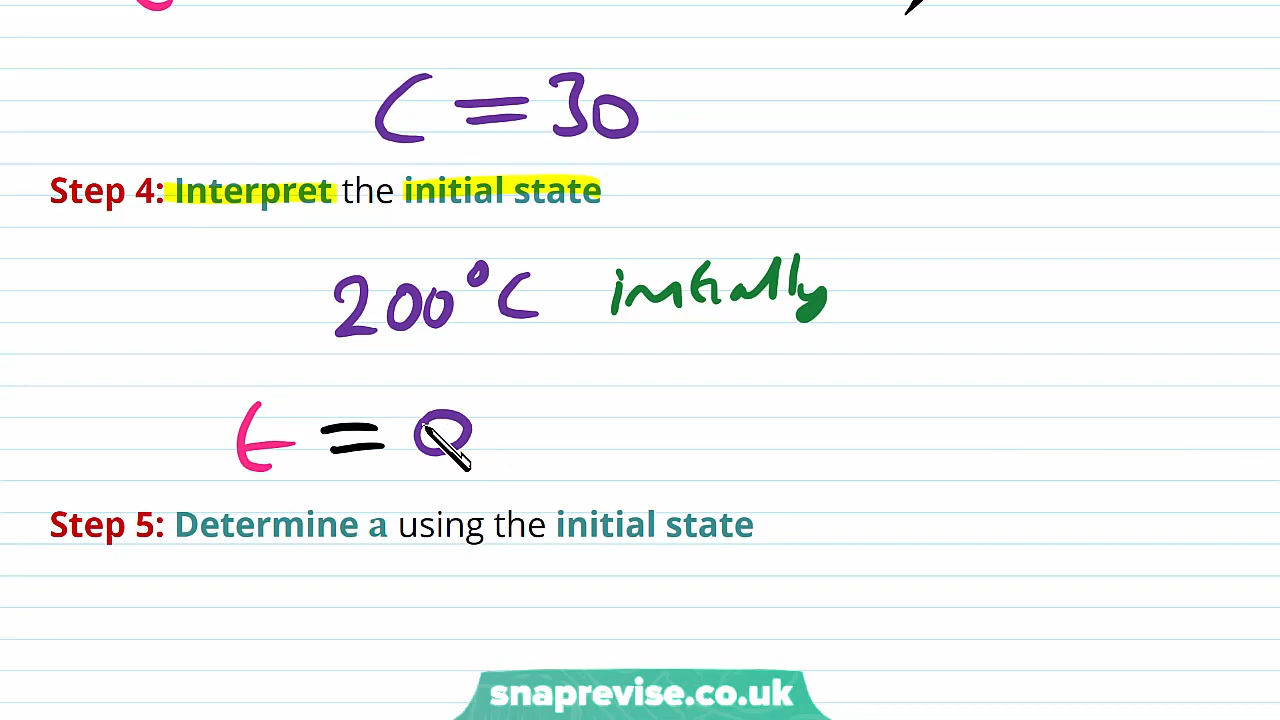 C = 30
Step 4: Interpret the initial state
200°C initially
t = 0
Step 5: Determine a using the initial state
snaprevise.co.uk